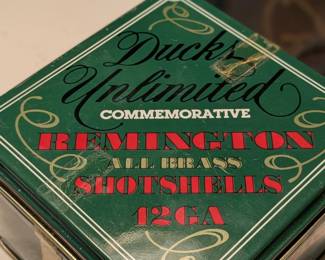 Ducks
Unlimited
COMMEMORATIVE
REMINGTON
ALL BRASS
SHOTSHELLS
12GA